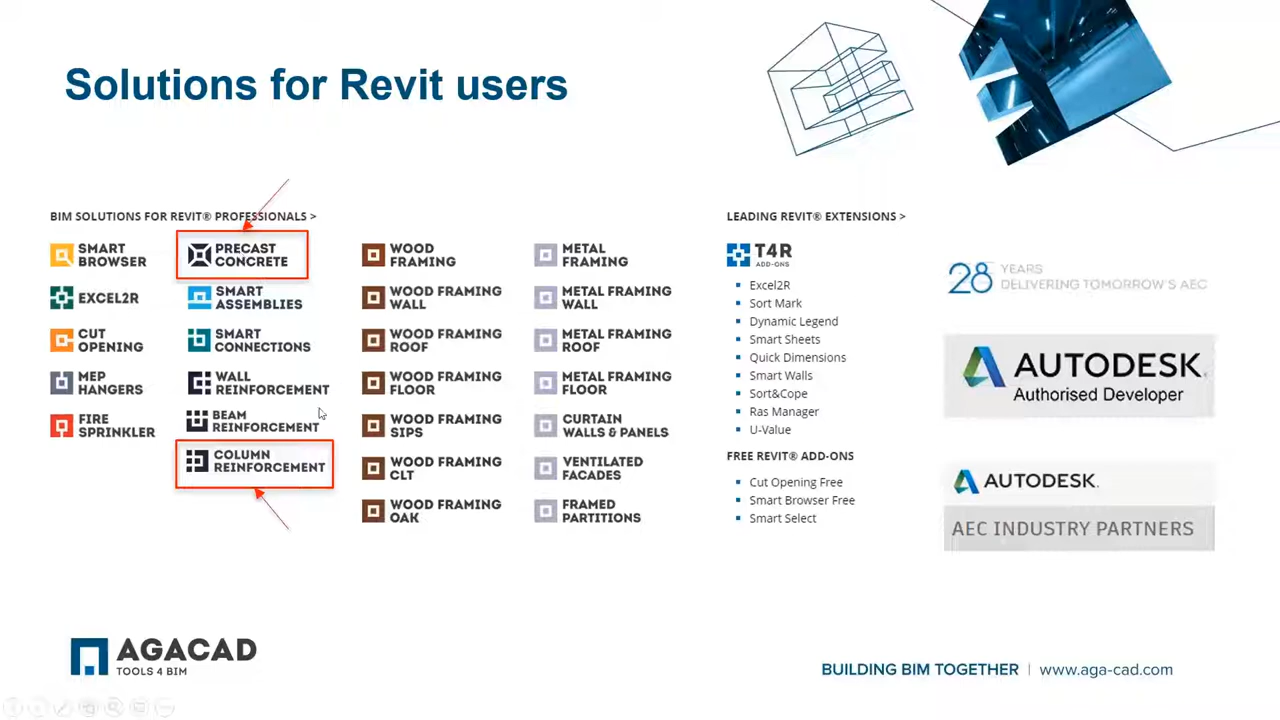 Solutions for Revit users
BIM SOLUTIONS FOR REVIT® PROFESSIONALS >
SMART
BROWSER
EXCEL2R
CUT
OPENING
MEP
HANGERS
FIRE
SPRINKLER
PRECAST
CONCRETE
SMART
ASSEMBLIES
SMART
CONNECTIONS
WALL
REINFORCEMENT
BEAM
REINFORCEMENT
COLUMN
REINFORCEMENT
WOOD
FRAMING
WOOD FRAMING
WALL
WOOD FRAMING
ROOF
WOOD FRAMING
FLOOR
WOOD FRAMING
SIPS
WOOD FRAMING
CLT
WOOD FRAMING
OAK
METAL
FRAMING
METAL FRAMING
WALL
METAL FRAMING
ROOF
METAL FRAMING
FLOOR
CURTAIN
WALLS & PANELS
VENTILATED
FACADES
FRAMED
PARTITIONS
LEADING REVIT® EXTENSIONS >
T4R
ADD-ONS
Excel2R
Sort Mark
Dynamic Legend
Smart Sheets
Quick Dimensions
Smart Walls
Sort&Cope
Ras Manager
U-Value
FREE REVIT® ADD-ONS
Cut Opening Free
Smart Browser Free
Smart Select
28 YEARS
DELIVERING TOMORROW'S AEC
AUTODESK.
Authorised Developer
AUTODESK.
AEC INDUSTRY PARTNERS
AGACAD
TOOLS 4 BIM
BUILDING BIM TOGETHER | www.aga-cad.com